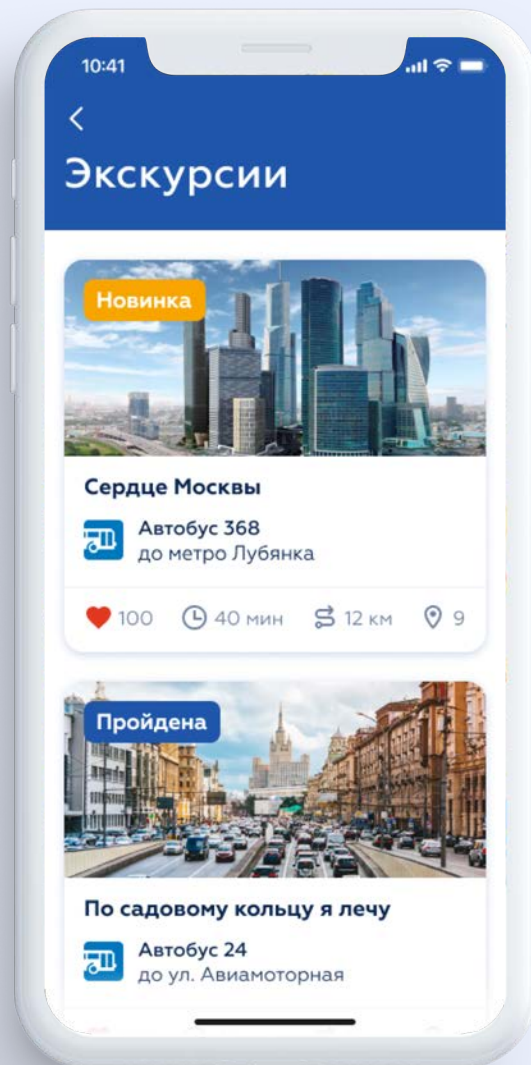 10:41
Экскурсии
Новинка
Сердце Москвы
Автобус 368
до метро Лубянка
100 40 мин 12 км 9
Пройдена
По садовому кольцу я лечу
Автобус 24
до ул. Авиамоторная